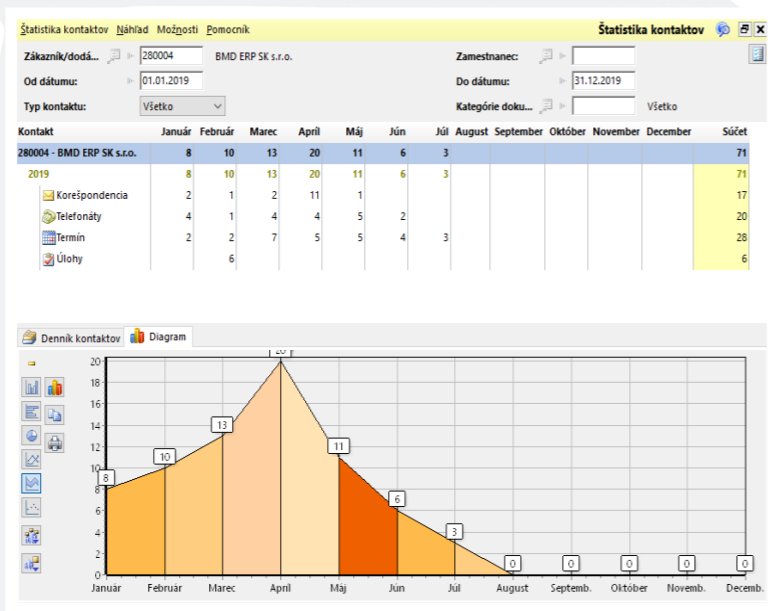 Štatistika kontaktov Náhľad Možnosti Pomocník Štatistika kontaktov
Zákazník/dodá... 280004 BMD ERP SK s.r.o. Zamestnanec:
Od dátumu: 01.01.2019 Do dátumu: 31.12.2019
Typ kontaktu: Všetko Kategórie doku... Všetko
Kontakt Január Február Marec Apríl Máj Jún Júl August September Október November December Súčet
280004 - BMD ERP SK s.r.o. 8 10 13 20 11 6 3 71
2019 8 10 13 20 11 6 3 71
Korešpondencia 2 1 2 11 1 17
Telefonáty 4 1 4 4 5 2 20
Termín 2 2 7 5 5 4 3 28
Úlohy 6 6
Denník kontaktov Diagram
20 20
18
16
14 13
12 11
10 10
8 8
6 6
4 3
2
0 0 0 0 0 0
Január Február Marec Apríl Máj Jún Júl August Septemb. Október Novemb. Decemb.